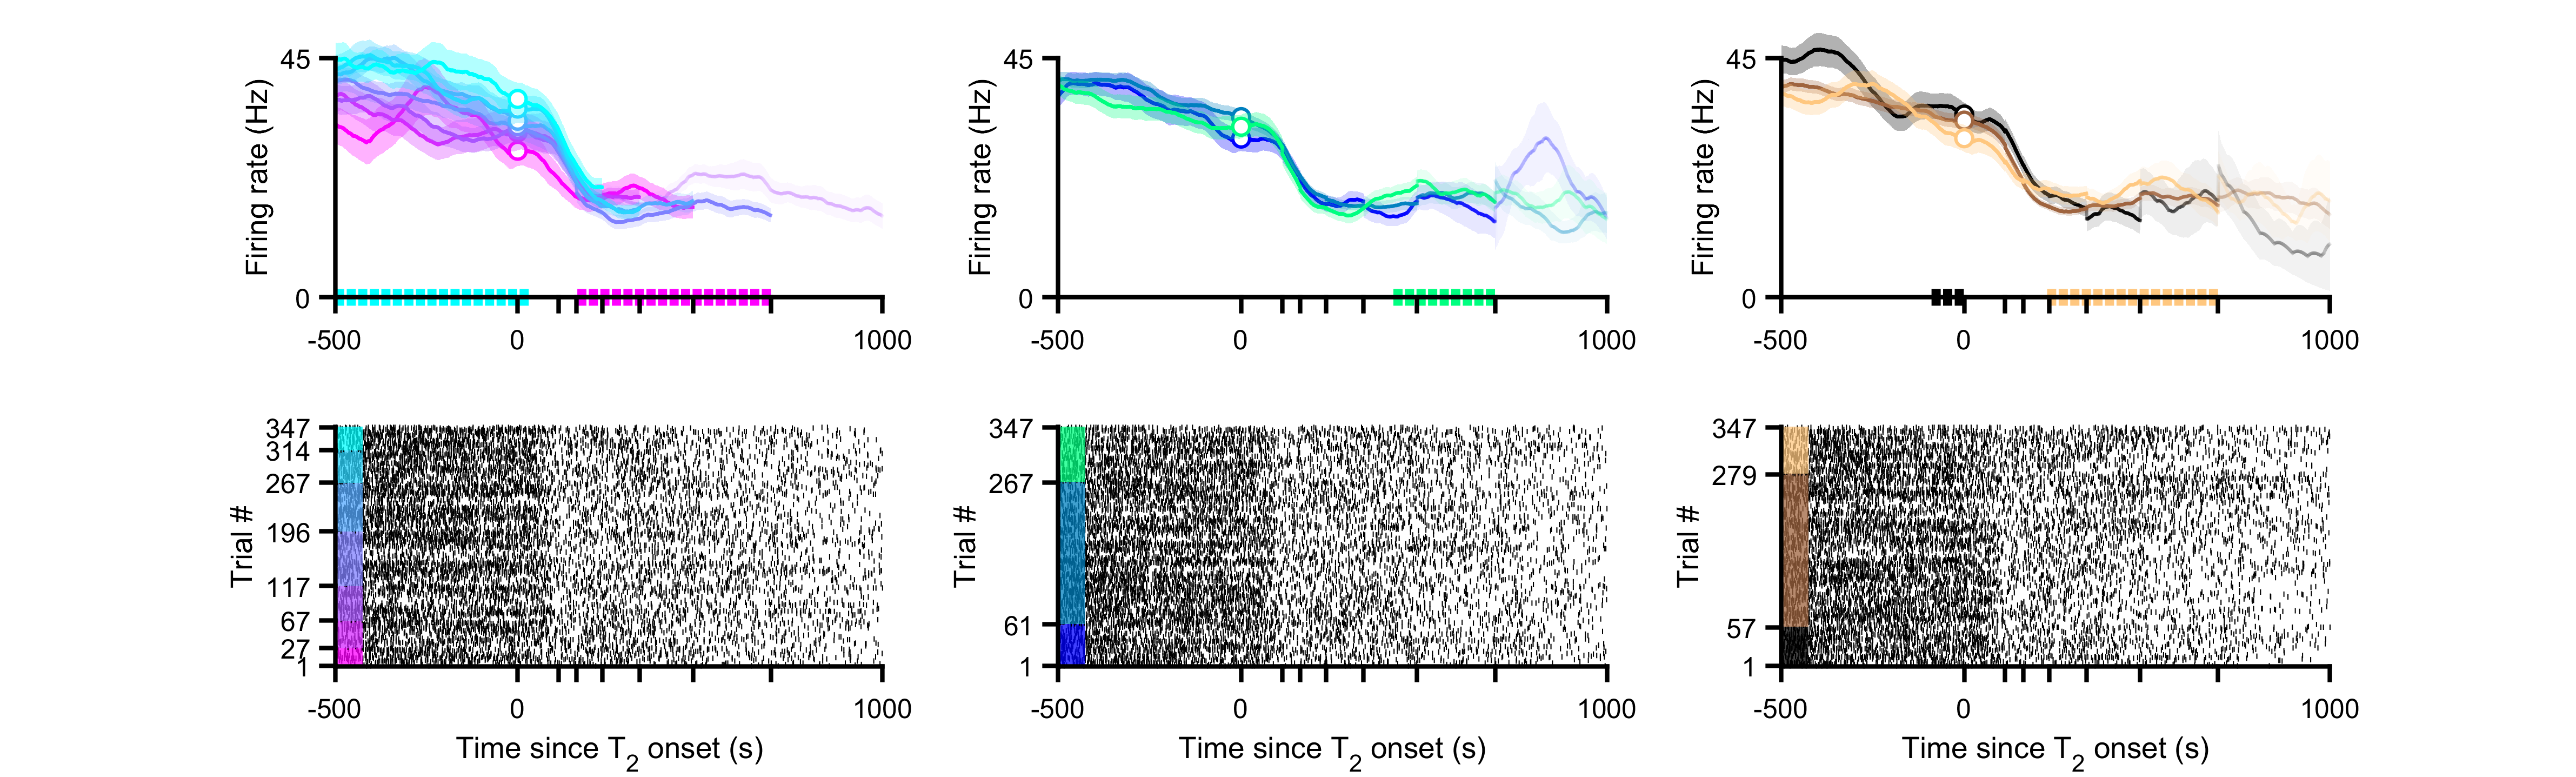 45
Firing rate (Hz)
0
-500 0 1000
45
Firing rate (Hz)
0
-500 0 1000
45
Firing rate (Hz)
0
-500 0 1000
347
314
267
196
117
67
27
1
Trial #
-500 0 1000
Time since T2 onset (s)
347
267
61
1
Trial #
-500 0 1000
Time since T2 onset (s)
347
279
57
1
Trial #
-500 0 1000
Time since T2 onset (s)